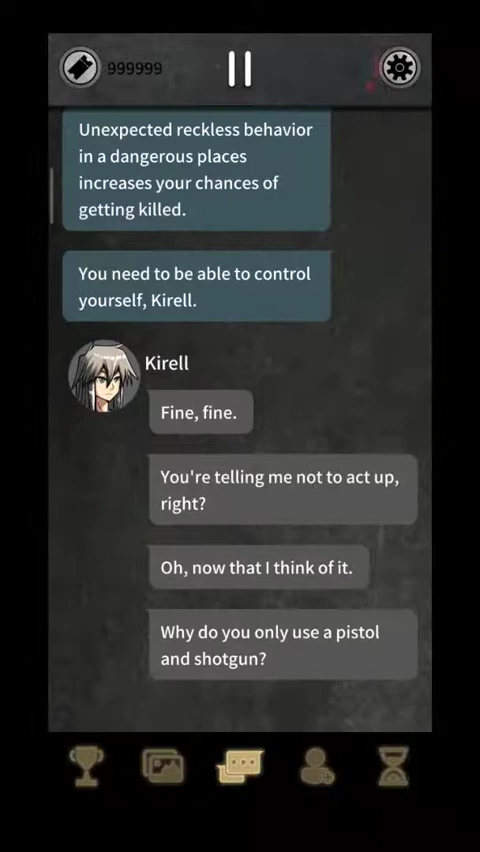 999999
Unexpected reckless behavior
in a dangerous places
increases your chances of
getting killed.
You need to be able to control
yourself, Kirell.
Kirell
Fine, fine.
You're telling me not to act up,
right?
Oh, now that I think of it.
Why do you only use a pistol
and shotgun?